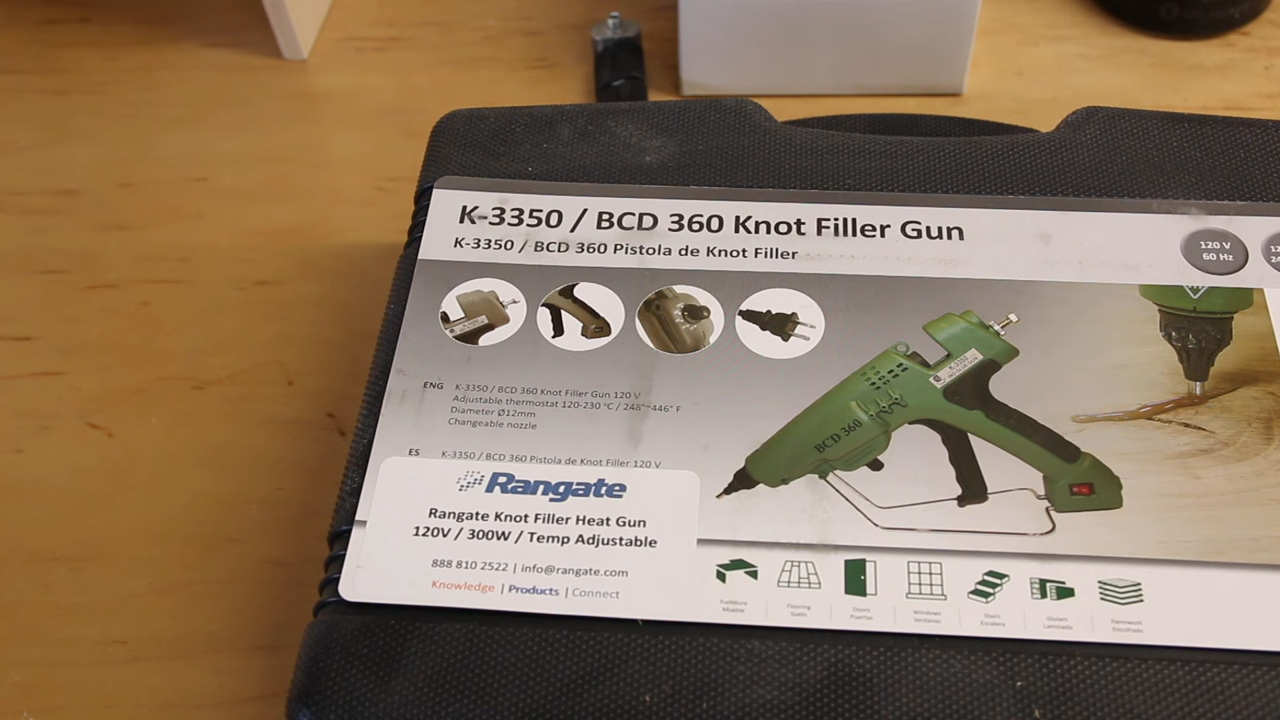 K-3350 / BCD 360 Knot Filler Gun
K-3350 / BCD 360 Pistola de Knot Filler
120 V
60 Hz
K-3350
BCD 360
ENG K-3350 / BCD 360 Knot Filler Gun 120 V
Adjustable thermostat 120-230 °C / 248°~446° F
Diameter Ø12mm
Changeable nozzle
ES K-3350 / BCD 360 Pistola de Knot Filler 120 V
Rangate
Rangate Knot Filler Heat Gun
120V / 300W / Temp Adjustable
888 810 2522 | info@rangate.com
Knowledge | Products | Connect
Furniture Flooring Doors Windows Stairs Glulam Formwork
Mueble Suelo Puertas Ventanas Escalera Laminada Encofrado